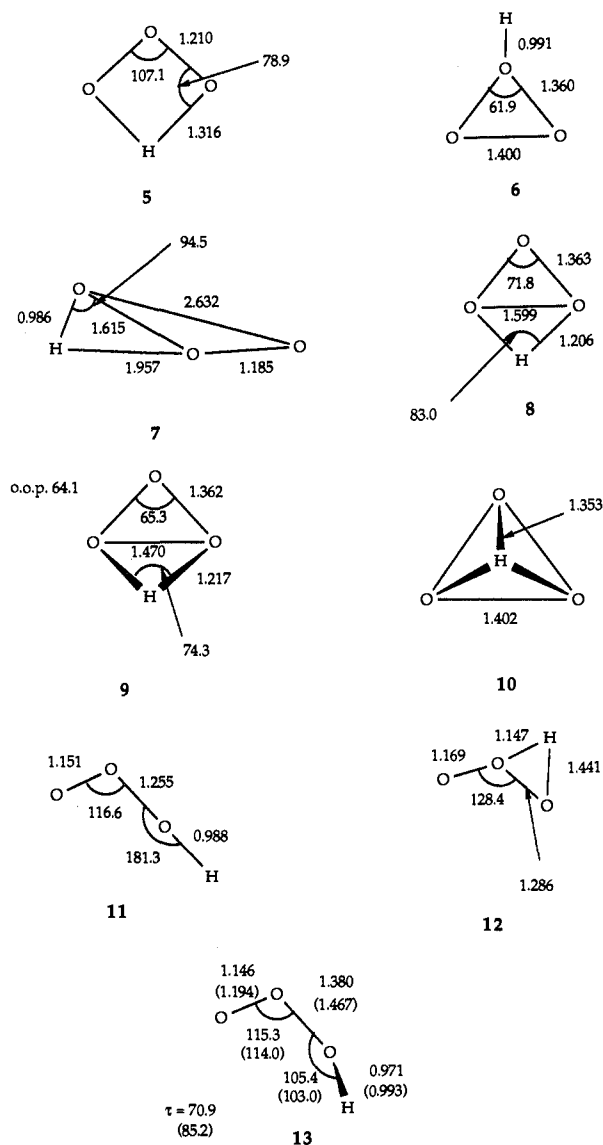 O 1.210
107.1 78.9
O O
1.316
H
5
H
0.991
O
1.360
61.9
O O
1.400
6
94.5
O
2.632
0.986
1.615
H O O
1.957 1.185
7
O
1.363
71.8
O O
1.599
1.206
H
83.0
8
o.o.p. 64.1
O
1.362
65.3
O O
1.470
1.217
H
74.3
9
O
1.353
H
O O
1.402
10
1.151 O
1.255
O
116.6
O
0.988
181.3
H
11
1.147 H
1.169 O
1.441
O
128.4
O
1.286
12
1.146 1.380
(1.194) O (1.467)
O
115.3
(114.0) O
105.4 0.971
(103.0) (0.993)
H
τ = 70.9
(85.2)
13